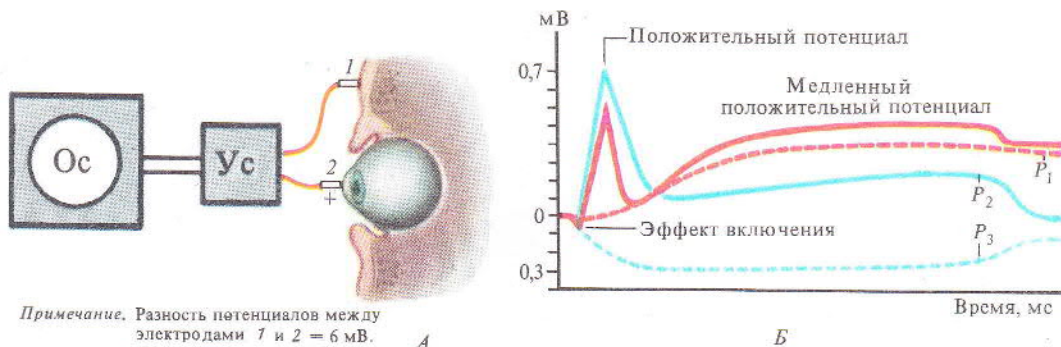 1
2
+
Ос
Ус
Примечание. Разность потенциалов между
электродами 1 и 2 = 6 мВ.
А
мВ
0,7
0
0,3
Положительный потенциал
Медленный
положительный потенциал
P1
P2
P3
Эффект включения
Время, мс
Б